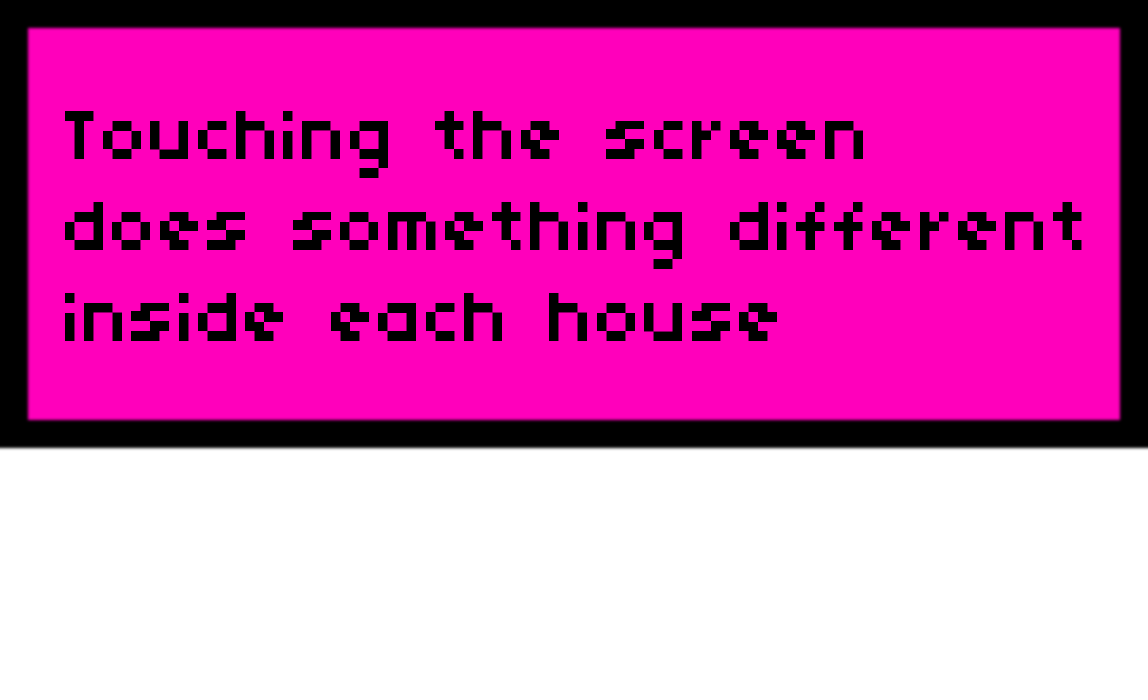 Touching the screen
does something different
inside each house